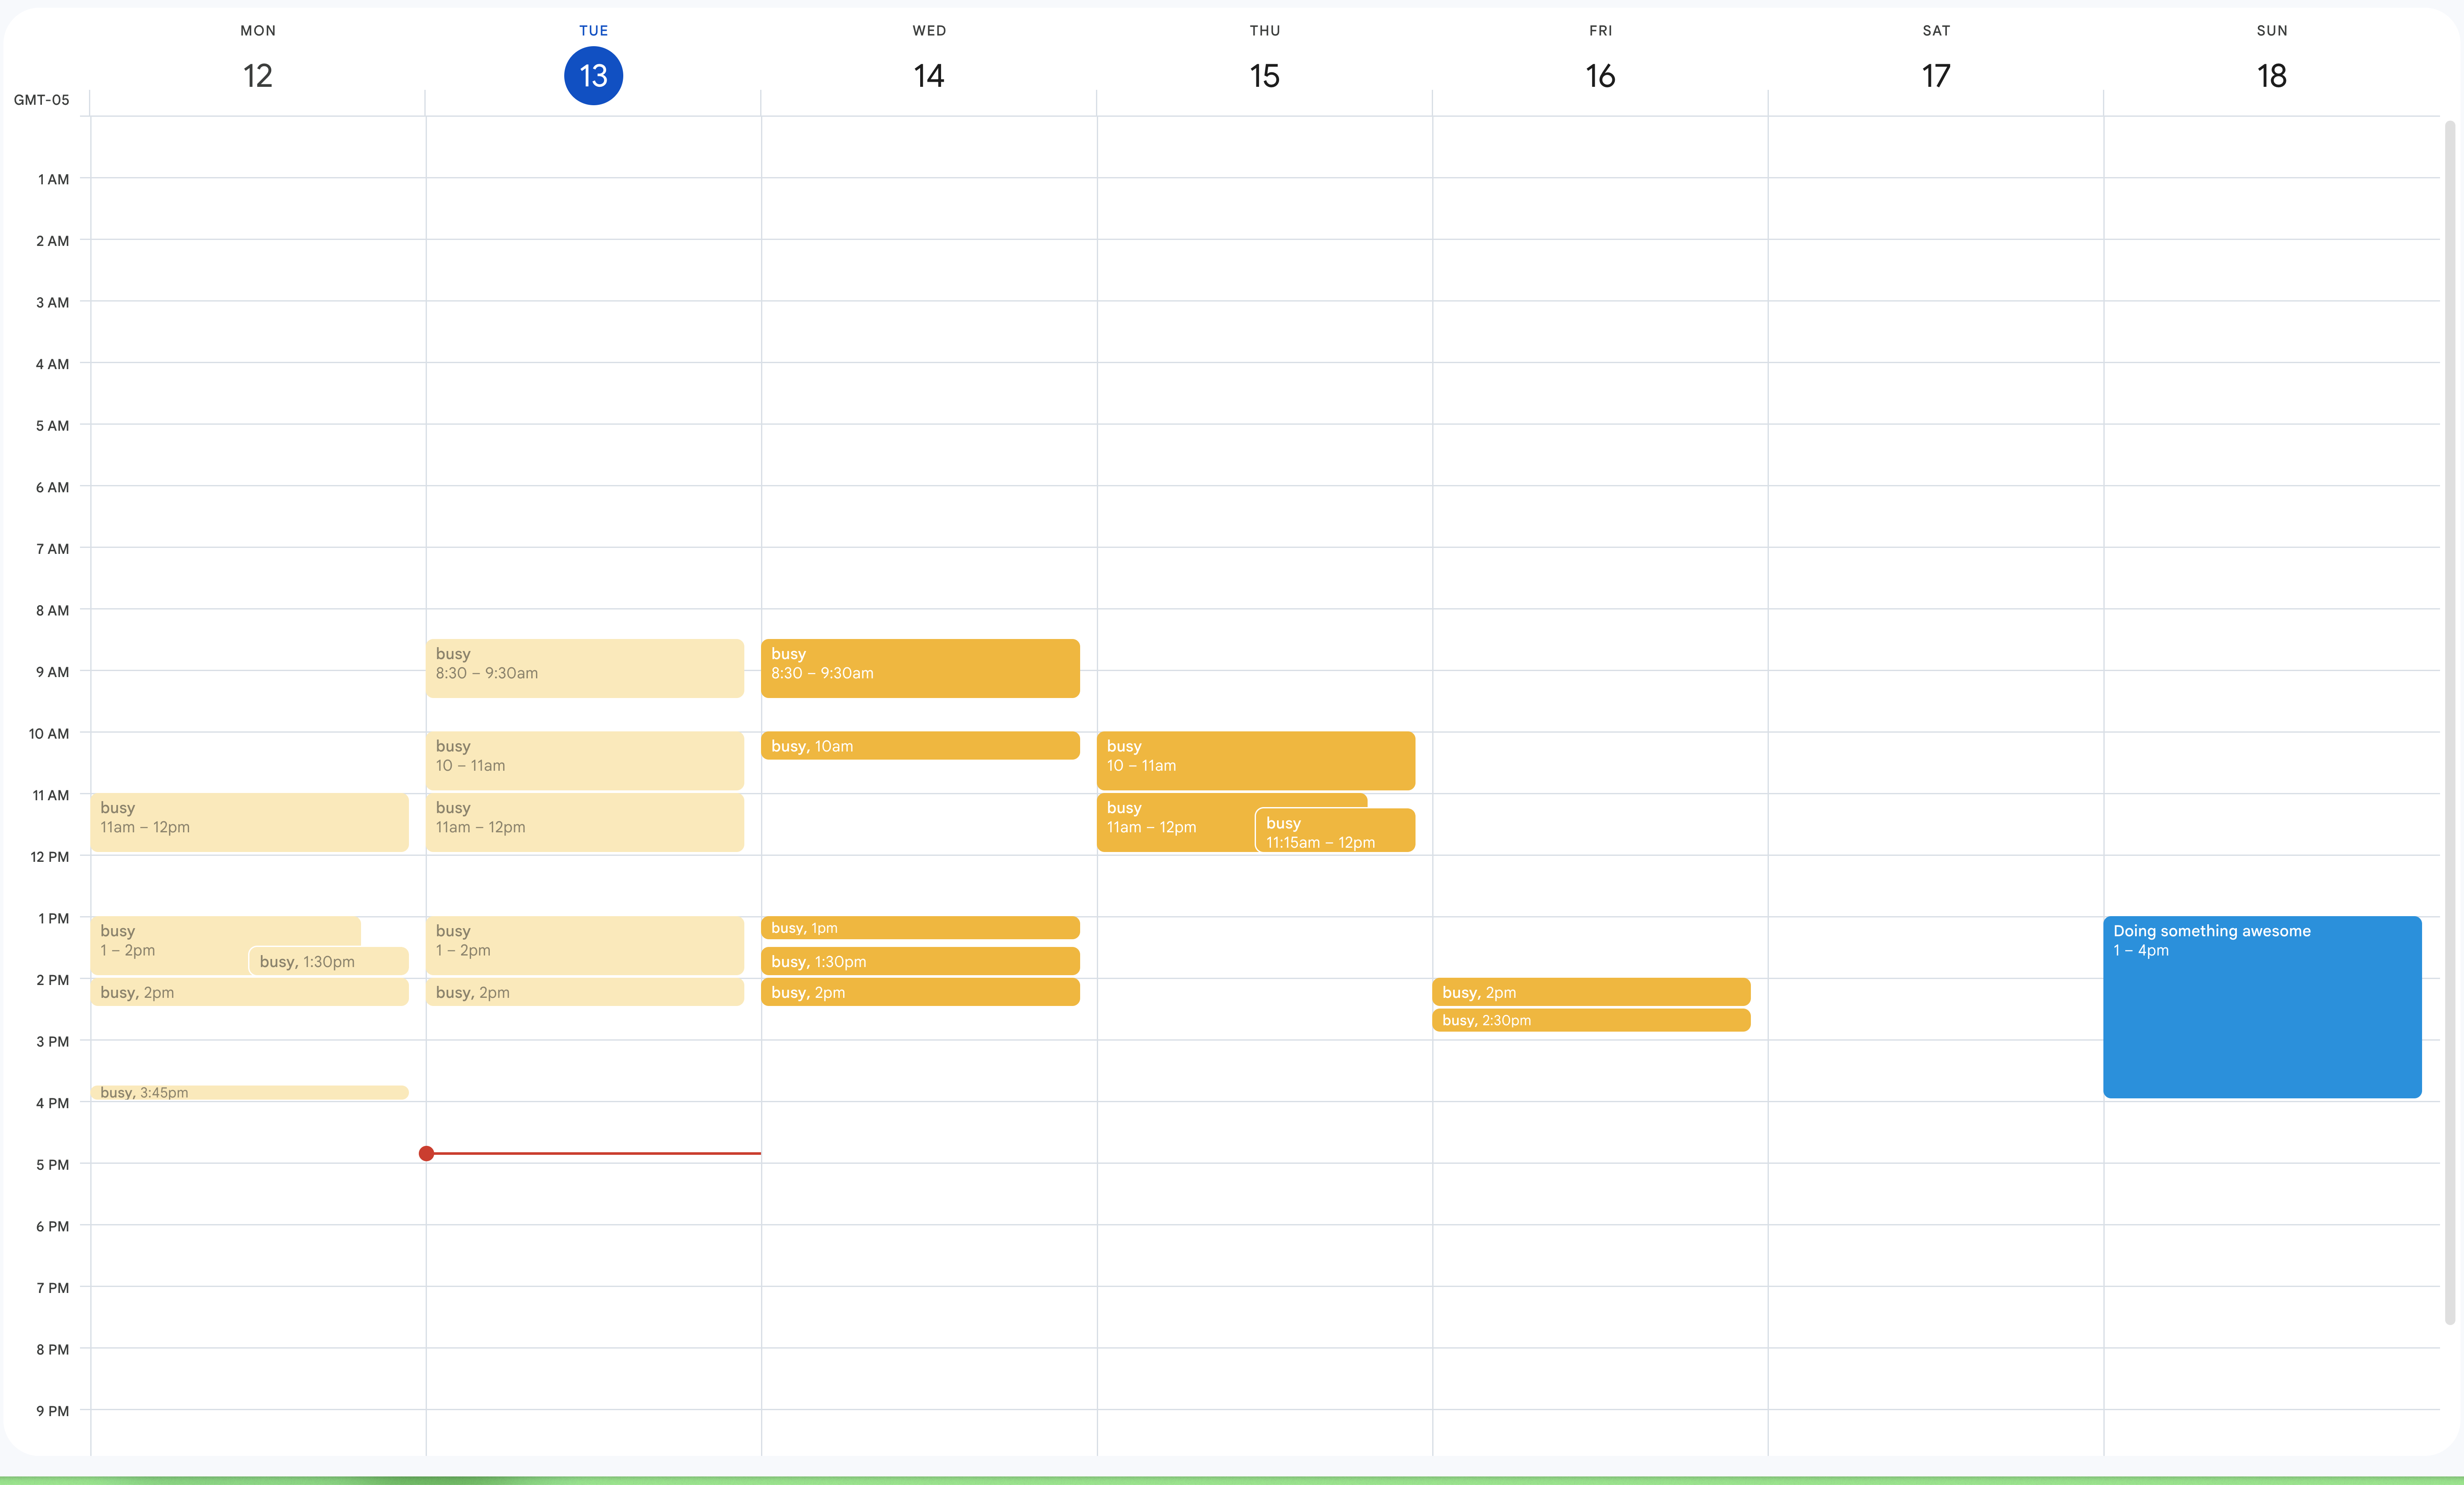 MON
TUE
WED
THU
FRI
SAT
SUN
12
13
14
15
16
17
18
GMT-05
1 AM
2 AM
3 AM
4 AM
5 AM
6 AM
7 AM
8 AM
9 AM
10 AM
11 AM
12 PM
1 PM
2 PM
3 PM
4 PM
5 PM
6 PM
7 PM
8 PM
9 PM
busy
11am – 12pm
busy
1 – 2pm
busy, 1:30pm
busy, 2pm
busy, 3:45pm
busy
8:30 – 9:30am
busy
10 – 11am
busy
11am – 12pm
busy
1 – 2pm
busy, 2pm
busy
8:30 – 9:30am
busy, 10am
busy, 1pm
busy, 1:30pm
busy, 2pm
busy
10 – 11am
busy
11am – 12pm
busy
11:15am – 12pm
busy, 2pm
busy, 2:30pm
Doing something awesome
1 – 4pm